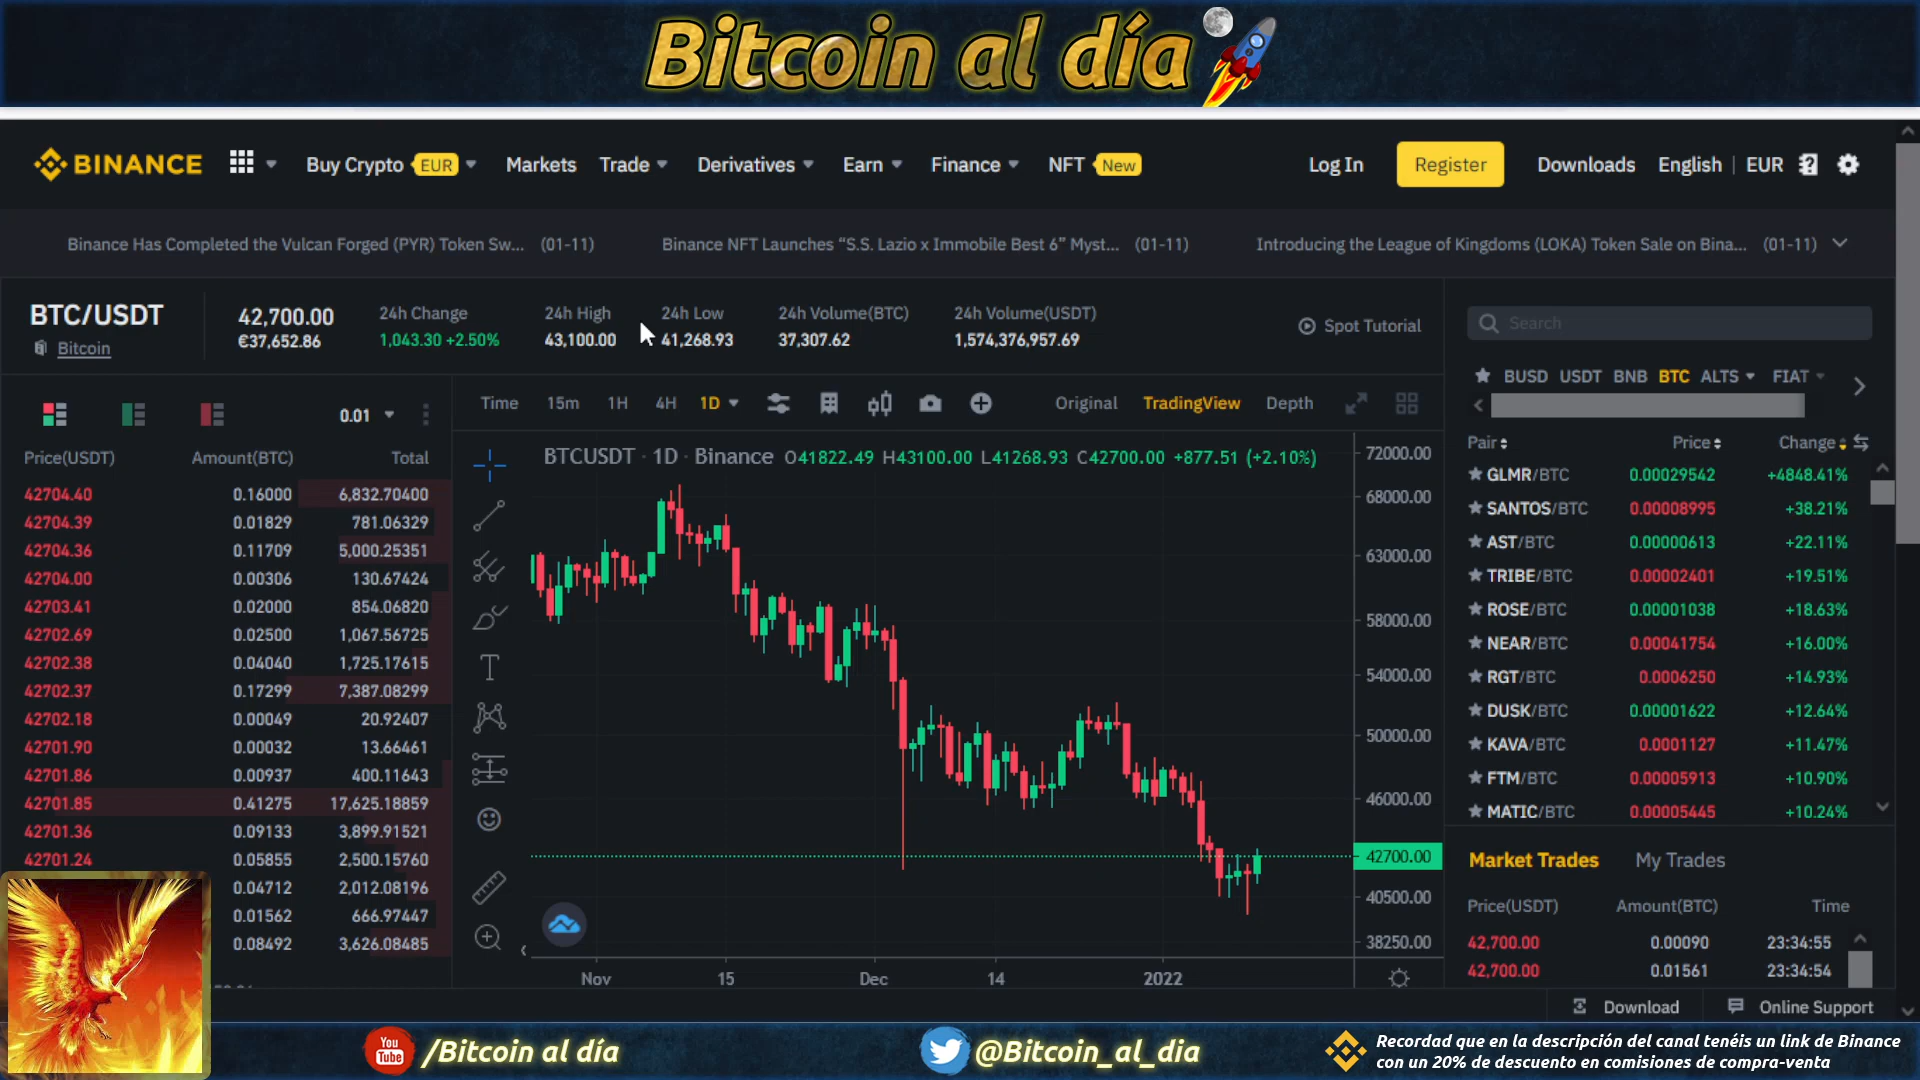 Bitcoin al día
BINANCE
Buy Crypto EUR
Markets
Trade
Derivatives
Earn
Finance
NFT New
Log In
Register
Downloads
English
EUR
Binance Has Completed the Vulcan Forged (PYR) Token Sw... (01-11)
Binance NFT Launches “S.S. Lazio x Immobile Best 6” Myst... (01-11)
Introducing the League of Kingdoms (LOKA) Token Sale on Bina... (01-11)
BTC/USDT
Bitcoin
42,700.00
€37,652.86
24h Change
1,043.30 +2.50%
24h High
43,100.00
24h Low
41,268.93
24h Volume(BTC)
37,307.62
24h Volume(USDT)
1,574,376,957.69
Spot Tutorial
0.01
Price(USDT) Amount(BTC) Total
42704.40 0.16000 6,832.70400
42704.39 0.01829 781.06329
42704.36 0.11709 5,000.25351
42704.00 0.00306 130.67424
42703.41 0.02000 854.06820
42702.69 0.02500 1,067.56725
42702.38 0.04040 1,725.17615
42702.37 0.17299 7,387.08299
42702.18 0.00049 20.92407
42701.90 0.00032 13.66461
42701.86 0.00937 400.11643
42701.85 0.41275 17,625.18859
42701.36 0.09133 3,899.91521
42701.24 0.05855 2,500.15760
0.04712 2,012.08196
0.01562 666.97447
0.08492 3,626.08485
Time 15m 1H 4H 1D
Original TradingView Depth
BTCUSDT · 1D · Binance O41822.49 H43100.00 L41268.93 C42700.00 +877.51 (+2.10%)
72000.00
68000.00
63000.00
58000.00
54000.00
50000.00
46000.00
42700.00
40500.00
38250.00
Nov 15 Dec 14 2022
Search
BUSD USDT BNB BTC ALTS FIAT
Pair Price Change
GLMR/BTC 0.00029542 +4848.41%
SANTOS/BTC 0.00008995 +38.21%
AST/BTC 0.00000613 +22.11%
TRIBE/BTC 0.00002401 +19.51%
ROSE/BTC 0.00001038 +18.63%
NEAR/BTC 0.00041754 +16.00%
RGT/BTC 0.0006250 +14.93%
DUSK/BTC 0.00001622 +12.64%
KAVA/BTC 0.0001127 +11.47%
FTM/BTC 0.00005913 +10.90%
MATIC/BTC 0.00005445 +10.24%
Market Trades My Trades
Price(USDT) Amount(BTC) Time
42,700.00 0.00090 23:34:55
42,700.00 0.01561 23:34:54
Download
Online Support
You Tube
/Bitcoin al día
@Bitcoin_al_dia
Recordad que en la descripción del canal tenéis un link de Binance
con un 20% de descuento en comisiones de compra-venta